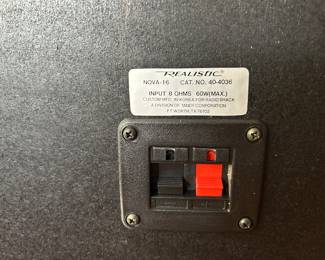 REALISTIC
NOVA-16 CAT. NO. 40-4036
INPUT 8 OHMS 60W(MAX.)
CUSTOM MFG. IN KOREA FOR RADIO SHACK
A DIVISION OF TANDY CORPORATION
FT. WORTH, TX 76102